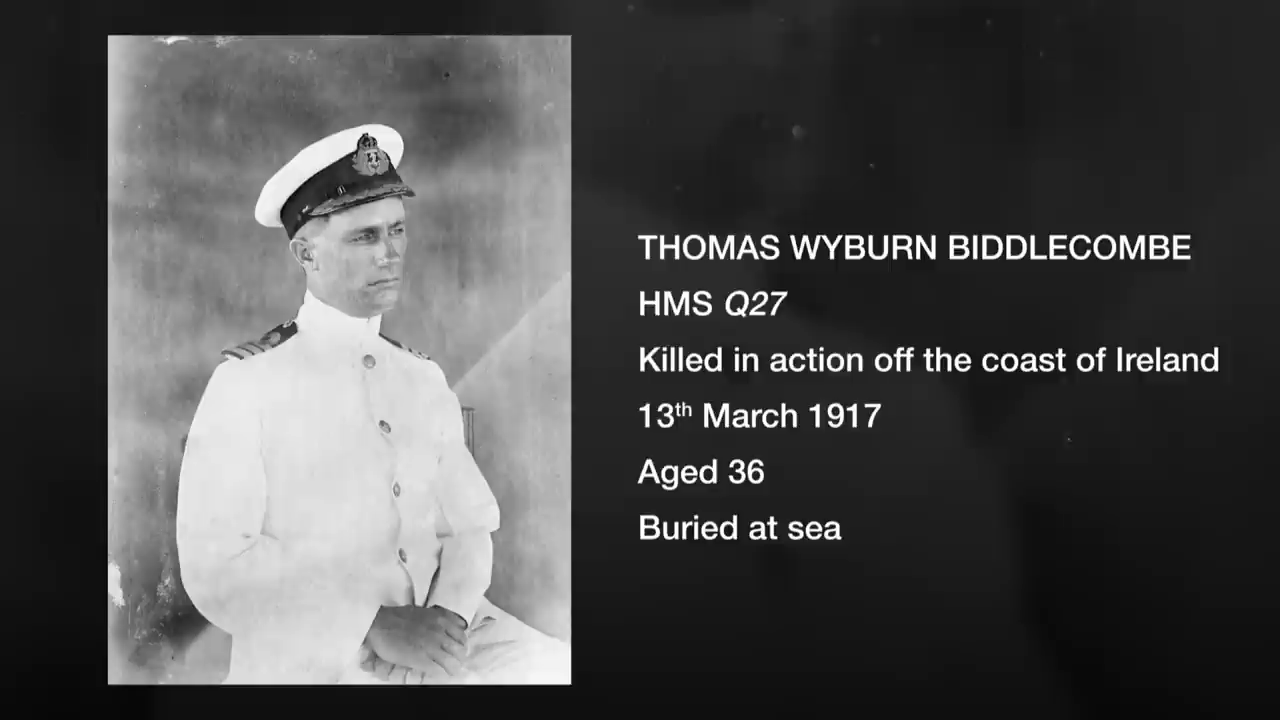 THOMAS WYBURN BIDDLECOMBE
HMS Q27
Killed in action off the coast of Ireland
13th March 1917
Aged 36
Buried at sea